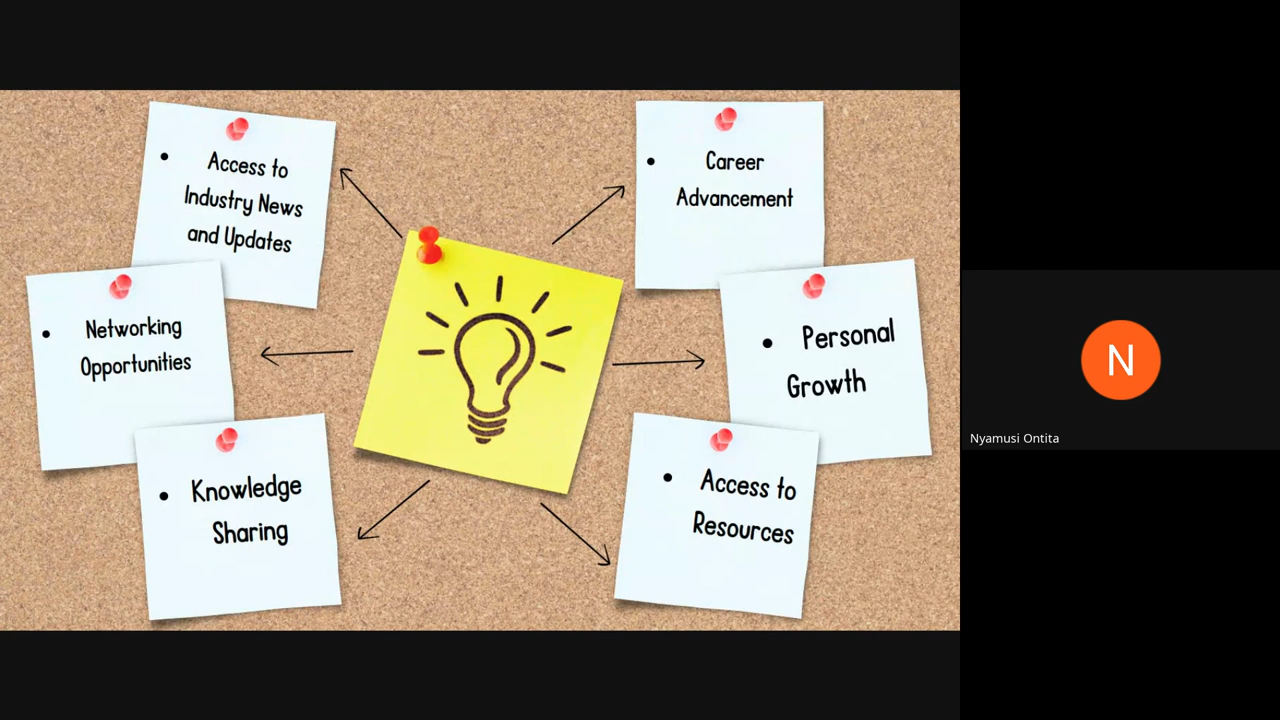 • Access to
Industry News
and Updates
• Networking
Opportunities
• Knowledge
Sharing
• Career
Advancement
• Personal
Growth
• Access to
Resources
N
Nyamusi Ontita